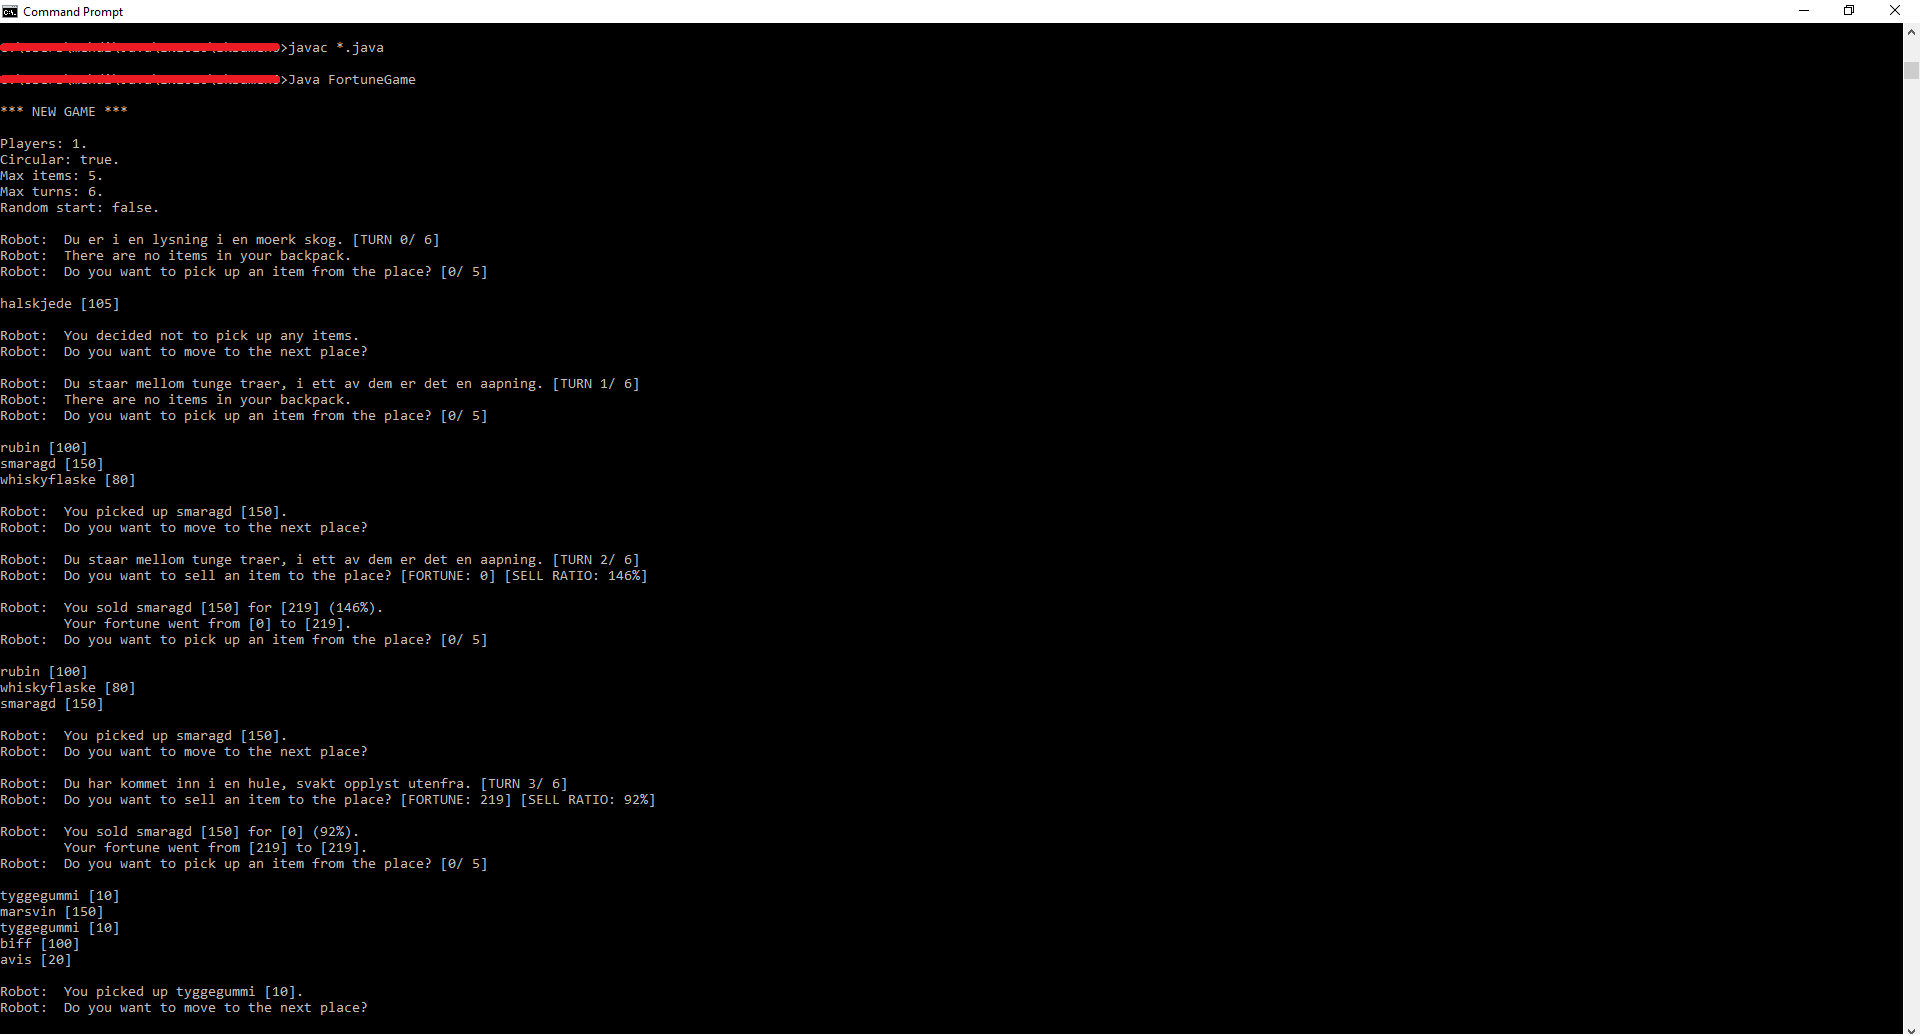 Command Prompt
>javac *.java
>Java FortuneGame
*** NEW GAME ***
Players: 1.
Circular: true.
Max items: 5.
Max turns: 6.
Random start: false.
Robot:  Du er i en lysning i en moerk skog. [TURN 0/ 6]
Robot:  There are no items in your backpack.
Robot:  Do you want to pick up an item from the place? [0/ 5]
halskjede [105]
Robot:  You decided not to pick up any items.
Robot:  Do you want to move to the next place?
Robot:  Du staar mellom tunge traer, i ett av dem er det en aapning. [TURN 1/ 6]
Robot:  There are no items in your backpack.
Robot:  Do you want to pick up an item from the place? [0/ 5]
rubin [100]
smaragd [150]
whiskyflaske [80]
Robot:  You picked up smaragd [150].
Robot:  Do you want to move to the next place?
Robot:  Du staar mellom tunge traer, i ett av dem er det en aapning. [TURN 2/ 6]
Robot:  Do you want to sell an item to the place? [FORTUNE: 0] [SELL RATIO: 146%]
Robot:  You sold smaragd [150] for [219] (146%).
Your fortune went from [0] to [219].
Robot:  Do you want to pick up an item from the place? [0/ 5]
rubin [100]
whiskyflaske [80]
smaragd [150]
Robot:  You picked up smaragd [150].
Robot:  Do you want to move to the next place?
Robot:  Du har kommet inn i en hule, svakt opplyst utenfra. [TURN 3/ 6]
Robot:  Do you want to sell an item to the place? [FORTUNE: 219] [SELL RATIO: 92%]
Robot:  You sold smaragd [150] for [0] (92%).
Your fortune went from [219] to [219].
Robot:  Do you want to pick up an item from the place? [0/ 5]
tyggegummi [10]
marsvin [150]
tyggegummi [10]
biff [100]
avis [20]
Robot:  You picked up tyggegummi [10].
Robot:  Do you want to move to the next place?